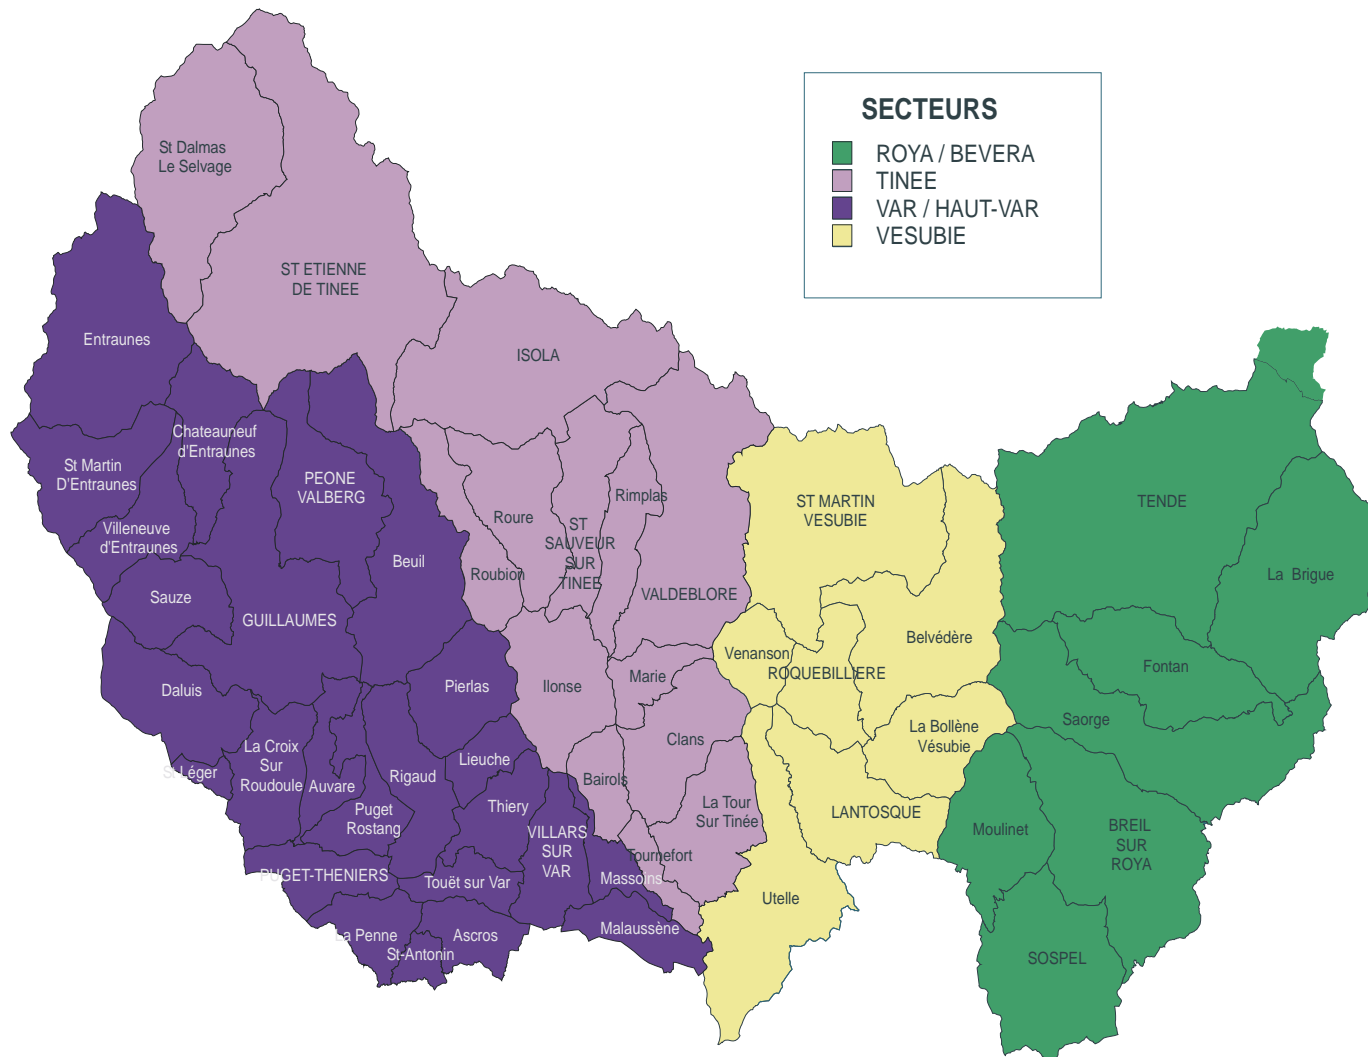 SECTEURS
ROYA / BEVERA
TINEE
VAR / HAUT-VAR
VESUBIE
St Dalmas
Le Selvage
ST ETIENNE
DE TINEE
Entraunes
ISOLA
Chateauneuf
d'Entraunes
St Martin
D'Entraunes
PEONE
VALBERG
Villeneuve
d'Entraunes
Beuil
Sauze
GUILLAUMES
Daluis
Pierlas
St Léger
La Croix
Sur
Roudoule
Auvare
Rigaud
Lieuche
Puget
Rostang
Thiery
VILLARS
SUR
VAR
PUGET-THENIERS
Touët sur Var
Massoins
La Penne
St-Antonin
Ascros
Malaussène
Roure
Roubion
ST
SAUVEUR
SUR
TINEE
Rimplas
VALDEBLORE
Ilonse
Marie
Clans
Bairols
La Tour
Sur Tinée
Tournefort
ST MARTIN
VESUBIE
Venanson
ROQUEBILLIERE
Belvédère
La Bollène
Vésubie
LANTOSQUE
Utelle
TENDE
La Brigue
Fontan
Saorge
Moulinet
BREIL
SUR
ROYA
SOSPEL